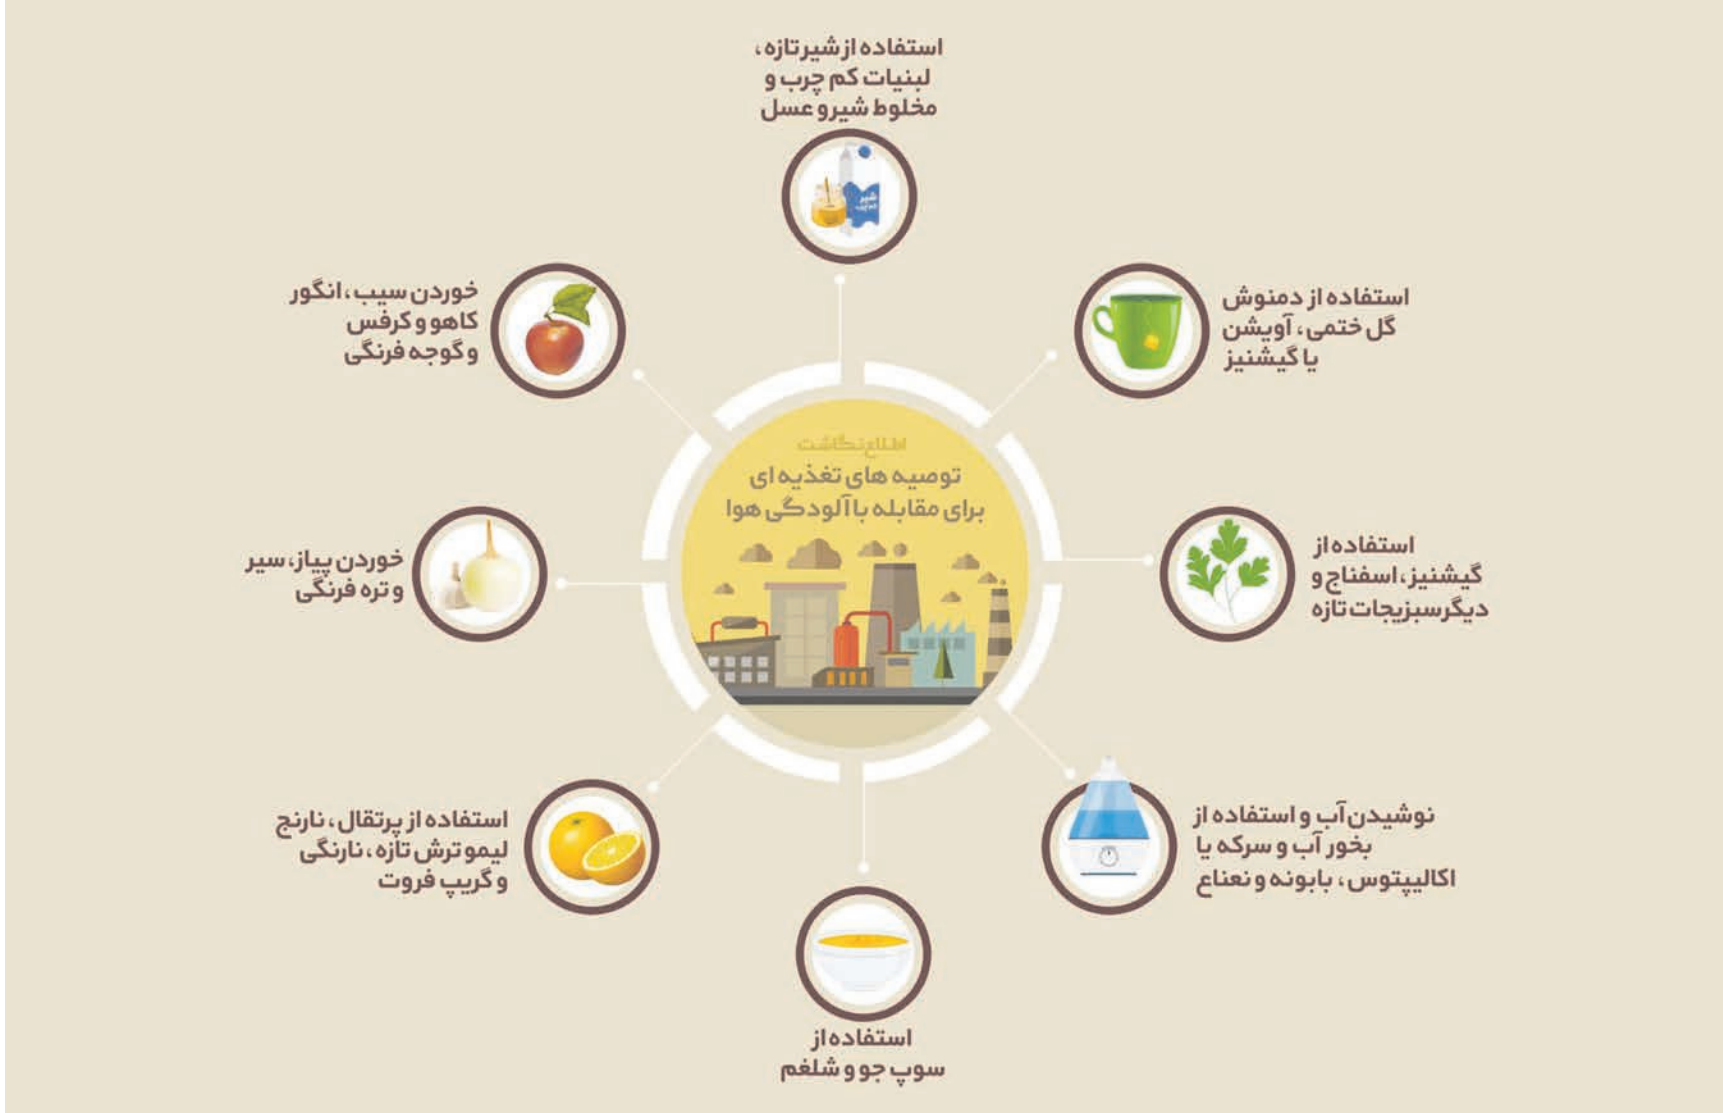 اطلاع‌نگاشت
توصیه های تغذیه ای
برای مقابله با آلودگی هوا
استفاده از شیر تازه،
لبنیات کم چرب و
مخلوط شیر و عسل
شیر
استفاده از دمنوش
گل ختمی، آویشن
یا گیشنیز
استفاده از
گیشنیز، اسفناج و
دیگر سبزیجات تازه
نوشیدن آب و استفاده از
بخور آب و سرکه یا
اکالیپتوس، بابونه و نعناع
استفاده از
سوپ جو و شلغم
استفاده از پرتقال، نارنج
لیمو ترش تازه، نارنگی
و گریپ فروت
خوردن پیاز، سیر
و تره فرنگی
خوردن سیب، انگور
کاهو و کرفس
و گوجه فرنگی